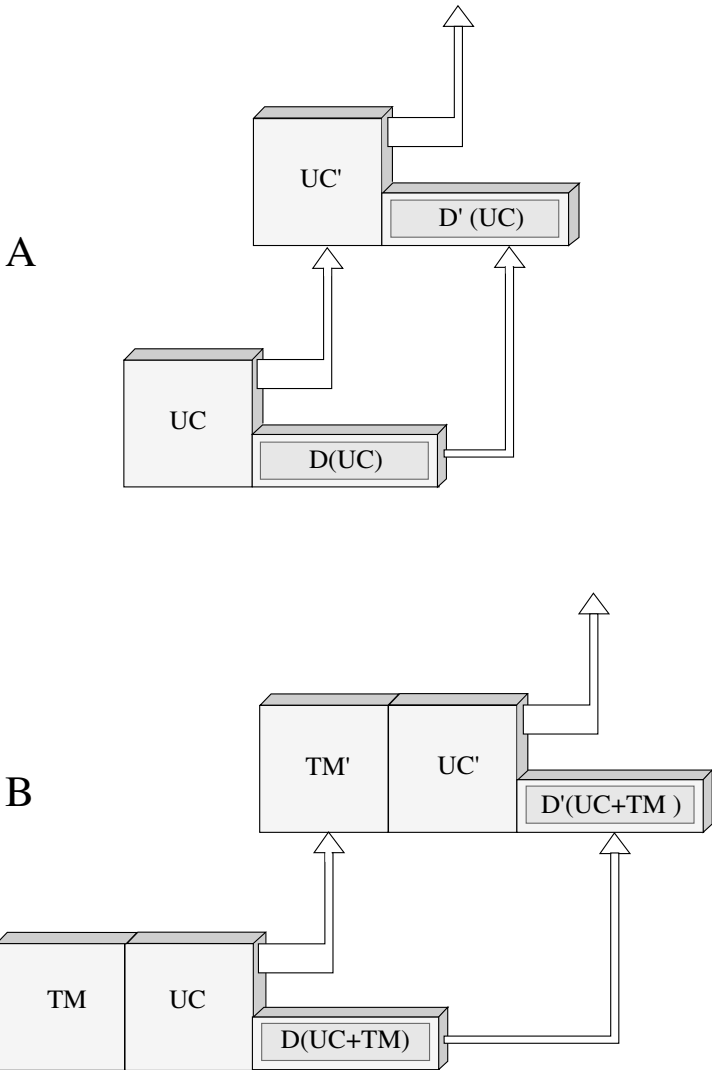 UC'
D' (UC)
A
UC
D(UC)
TM'
UC'
B
D'(UC+TM )
TM
UC
D(UC+TM)